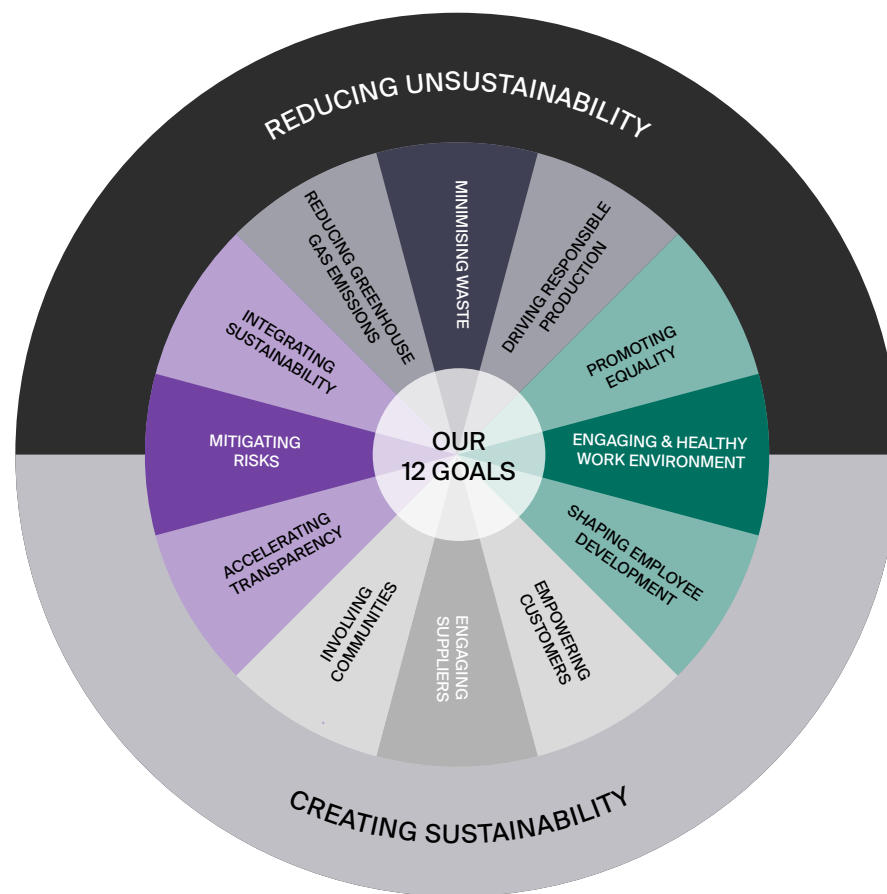 REDUCING UNSUSTAINABILITY
MINIMISING WASTE
DRIVING RESPONSIBLE
PRODUCTION
PROMOTING
EQUALITY
ENGAGING & HEALTHY
WORK ENVIRONMENT
SHAPING EMPLOYEE
DEVELOPMENT
EMPOWERING
CUSTOMERS
ENGAGING
SUPPLIERS
INVOLVING
COMMUNITIES
ACCELERATING
TRANSPARENCY
MITIGATING
RISKS
INTEGRATING
SUSTAINABILITY
REDUCING GREENHOUSE
GAS EMISSIONS
OUR
12 GOALS
CREATING SUSTAINABILITY